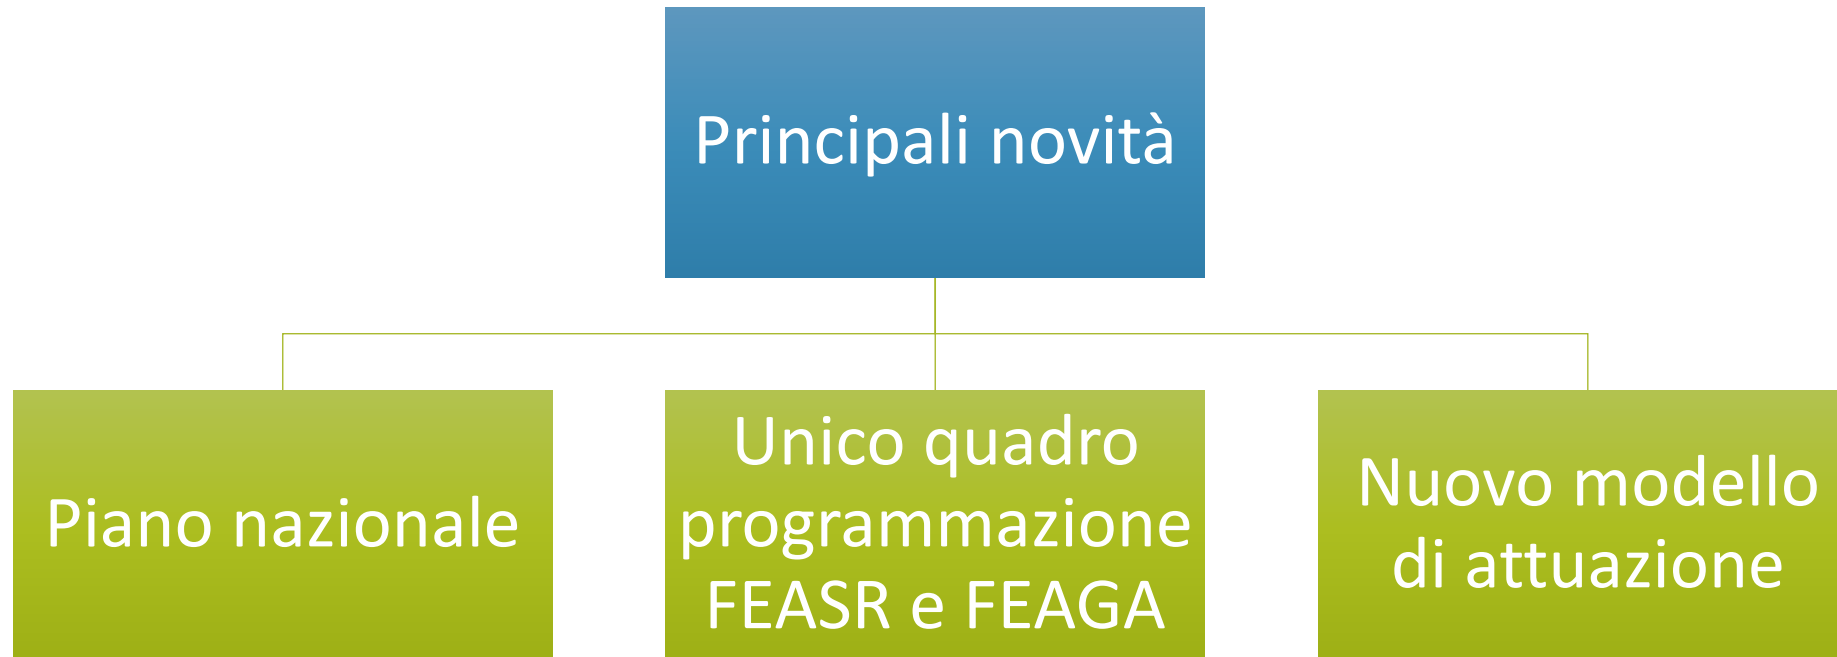 Principali novità
Piano nazionale
Unico quadro
programmazione
FEASR e FEAGA
Nuovo modello
di attuazione